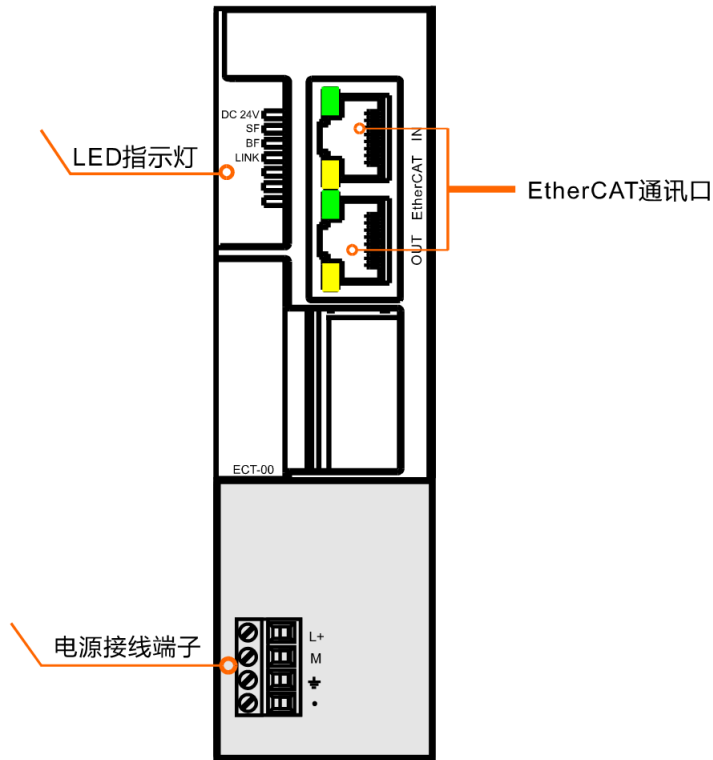 DC 24V
SF
BF
LINK
LED指示灯
EtherCAT IN
OUT
EtherCAT通讯口
ECT-00
电源接线端子
L+
M